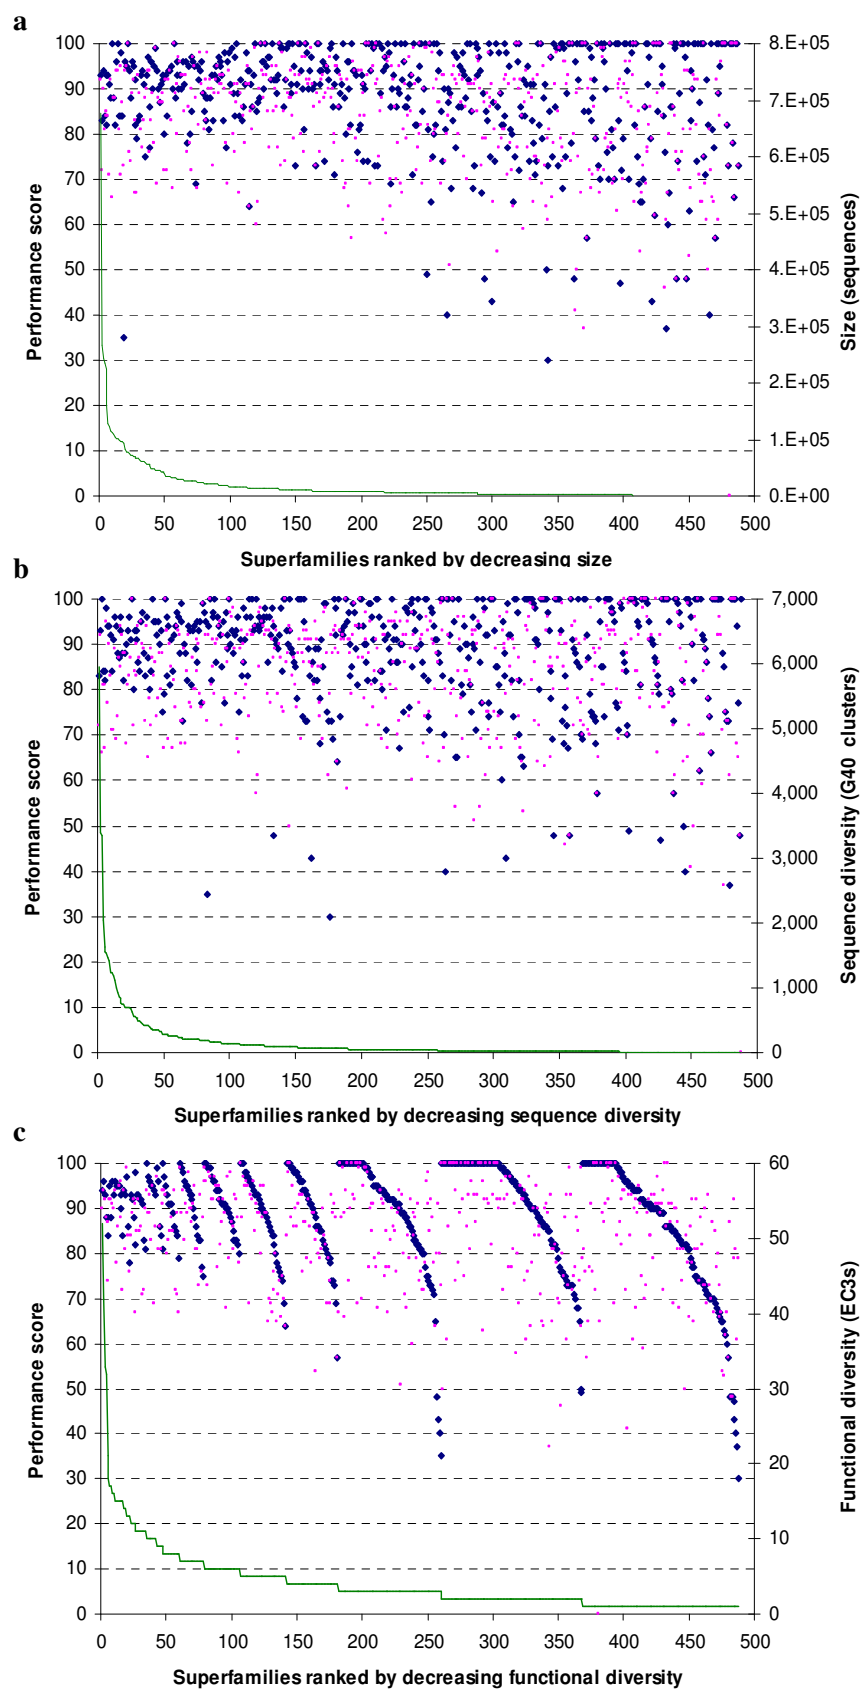 a
100
90
80
70
60
50
40
30
20
10
0
Performance score
8.E+05
7.E+05
6.E+05
5.E+05
4.E+05
3.E+05
2.E+05
1.E+05
0.E+00
Size (sequences)
0 50 100 150 200 250 300 350 400 450 500
Superfamilies ranked by decreasing size
b
100
90
80
70
60
50
40
30
20
10
0
Performance score
7,000
6,000
5,000
4,000
3,000
2,000
1,000
0
Sequence diversity (G40 clusters)
0 50 100 150 200 250 300 350 400 450 500
Superfamilies ranked by decreasing sequence diversity
c
100
90
80
70
60
50
40
30
20
10
0
Performance score
60
50
40
30
20
10
0
Functional diversity (EC3s)
0 50 100 150 200 250 300 350 400 450 500
Superfamilies ranked by decreasing functional diversity